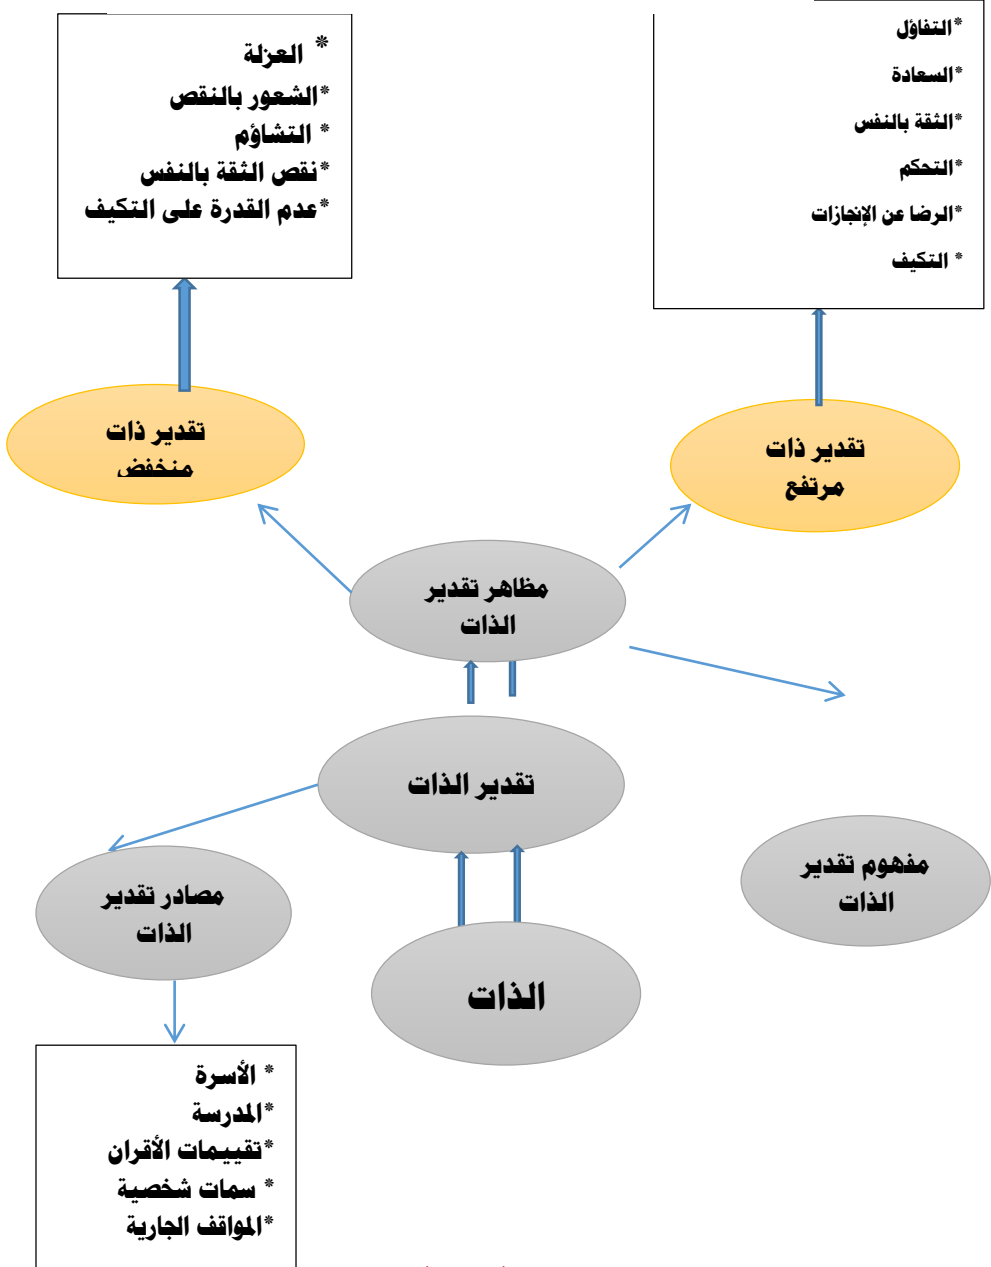 *التفاؤل
*السعادة
*الثقة بالنفس
*التحكم
*الرضا عن الإنجازات
* التكيف
* العزلة
*الشعور بالنقص
* التشاؤم
*نقص الثقة بالنفس
*عدم القدرة على التكيف
تقدير ذات
مرتفع
تقدير ذات
منخفض
مظاهر تقدير
الذات
تقدير الذات
مفهوم تقدير
الذات
مصادر تقدير
الذات
الذات
* الأسرة
*المدرسة
*تقييمات الأقران
* سمات شخصية
*المواقف الجارية